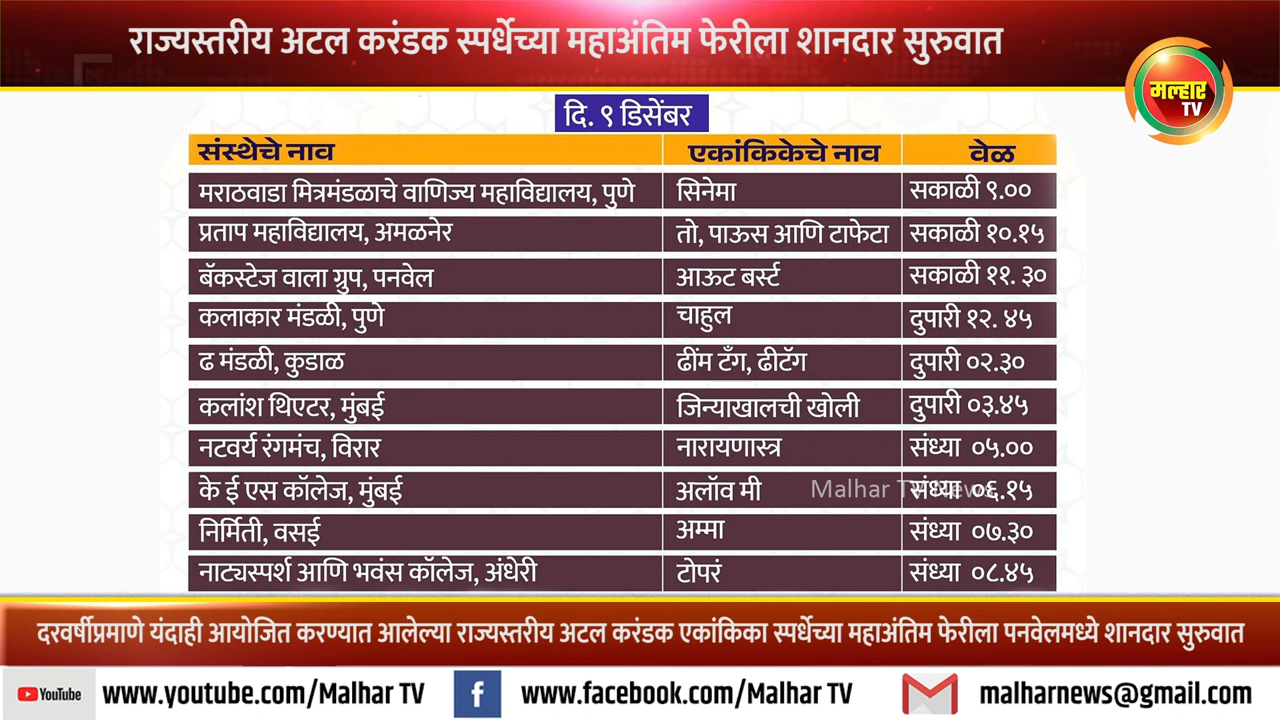 राज्यस्तरीय अटल करंडक स्पर्धेच्या महाअंतिम फेरीला शानदार सुरुवात
मल्हार
TV
दि. ९ डिसेंबर
संस्थेचे नाव एकांकिकेचे नाव वेळ
मराठवाडा मित्रमंडळाचे वाणिज्य महाविद्यालय, पुणे सिनेमा सकाळी ९.००
प्रताप महाविद्यालय, अमळनेर तो, पाऊस आणि टाफेटा सकाळी १०.१५
बॅकस्टेज वाला ग्रुप, पनवेल आऊट बर्स्ट सकाळी ११. ३०
कलाकार मंडळी, पुणे चाहुल दुपारी १२. ४५
ढ मंडळी, कुडाळ ढींम टँग, ढीटॅग दुपारी ०२.३०
कलांश थिएटर, मुंबई जिन्याखालची खोली दुपारी ०३.४५
नटवर्य रंगमंच, विरार नारायणास्त्र संध्या ०५.००
के ई एस कॉलेज, मुंबई अलॉव मी संध्या ०६.१५
Malhar TV News
निर्मिती, वसई अम्मा संध्या ०७.३०
नाट्यस्पर्श आणि भवंस कॉलेज, अंधेरी टोपरं संध्या ०८.४५
दरवर्षीप्रमाणे यंदाही आयोजित करण्यात आलेल्या राज्यस्तरीय अटल करंडक एकांकिका स्पर्धेच्या महाअंतिम फेरीला पनवेलमध्ये शानदार सुरुवात
YouTube www.youtube.com/Malhar TV f www.facebook.com/Malhar TV malharnews@gmail.com